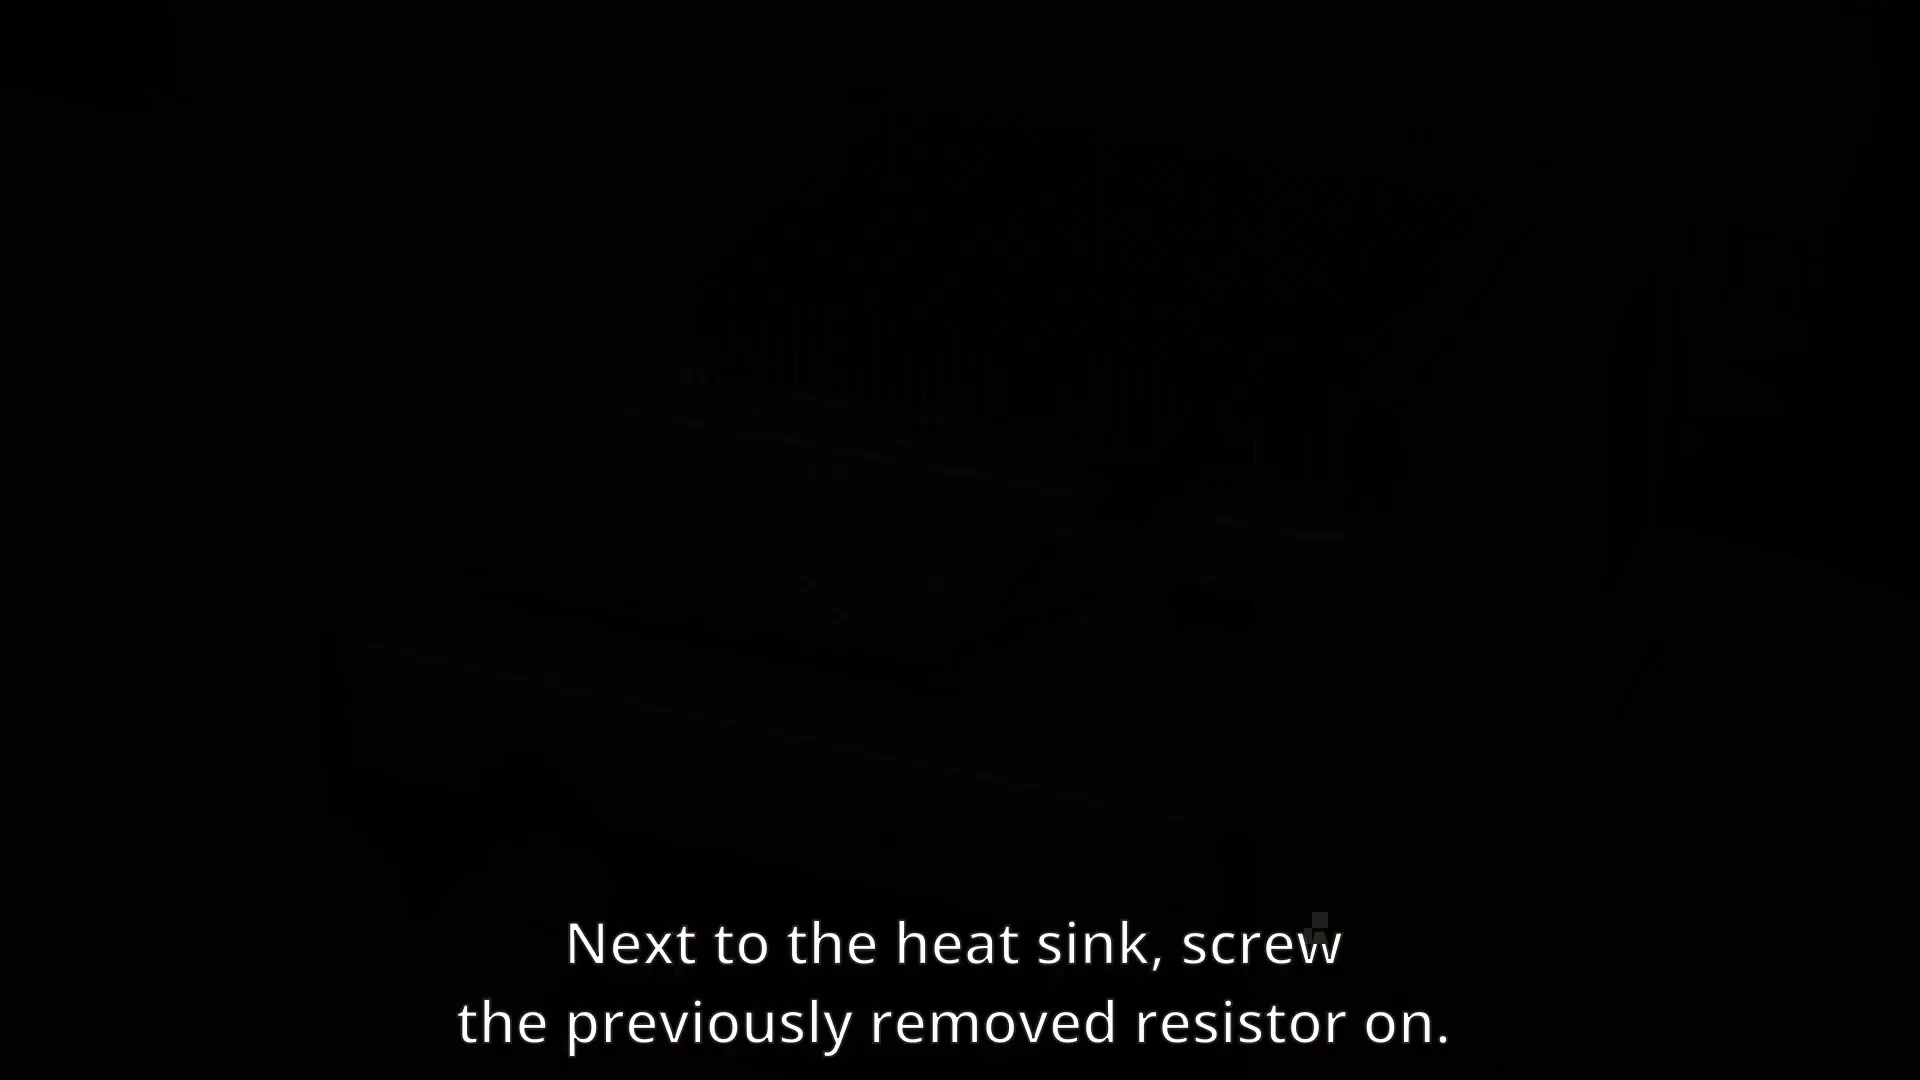 Next to the heat sink, screw
the previously removed resistor on.